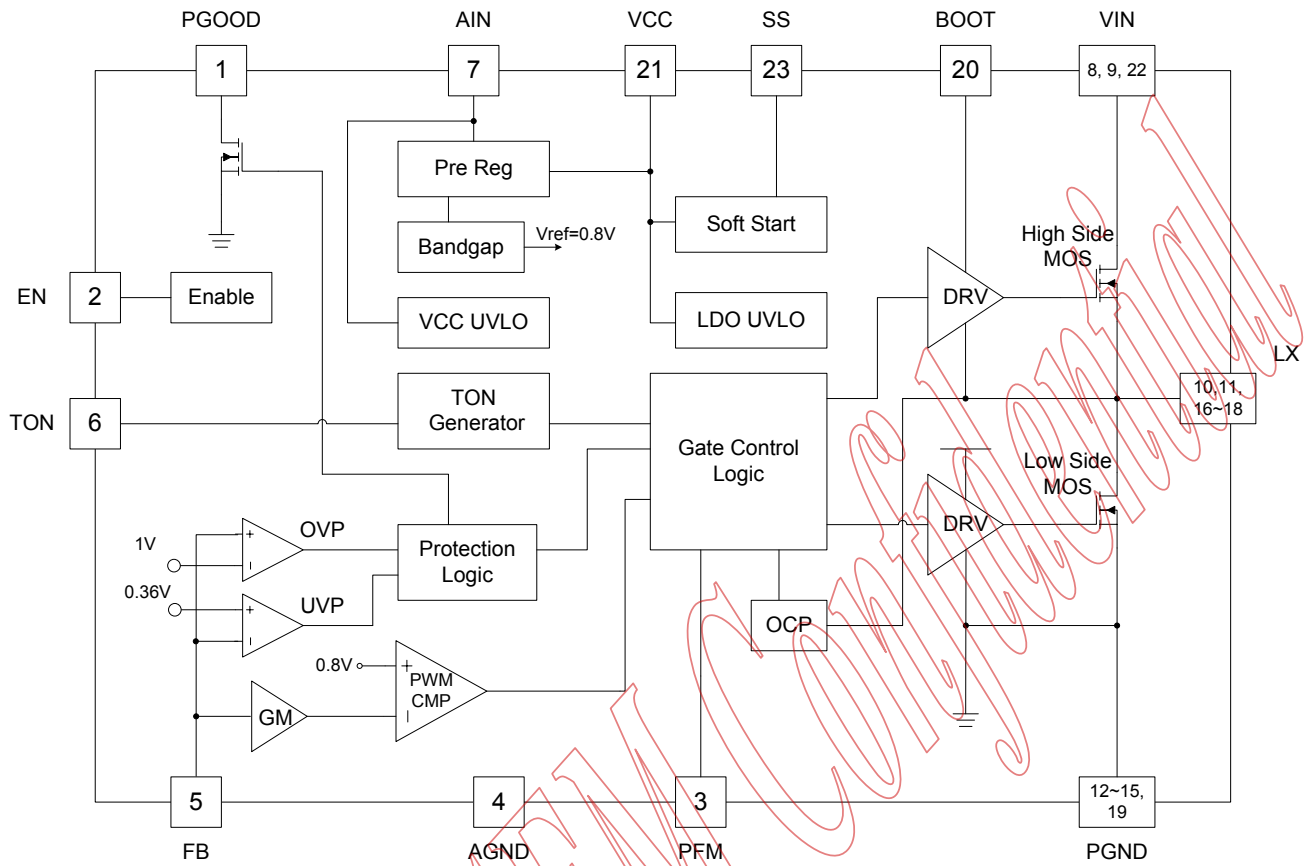 PGOOD
AIN
VCC
SS
BOOT
VIN
1
7
21
23
20
8, 9, 22
Pre Reg
Bandgap
Vref=0.8V
Soft Start
High Side
MOS
EN
2
Enable
VCC UVLO
LDO UVLO
DRV
LX
10,11,
16~18
TON
6
TON
Generator
Gate Control
Logic
Low Side
MOS
DRV
1V
+
-
OVP
0.36V
+
-
UVP
Protection
Logic
OCP
0.8V
+
-
PWM
CMP
GM
5
4
3
12~15,
19
FB
AGND
PFM
PGND
Confidential